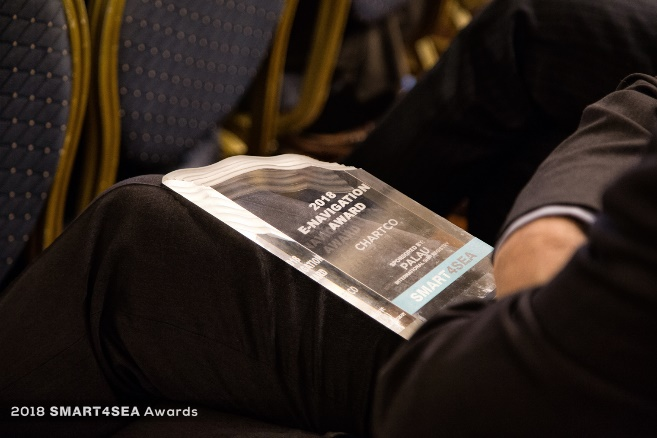 2018
E-NAVIGATION
AWARD
CHARTCO
SPONSORED BY:
PALAU
SMART4SEA
2018 SMART4SEA Awards